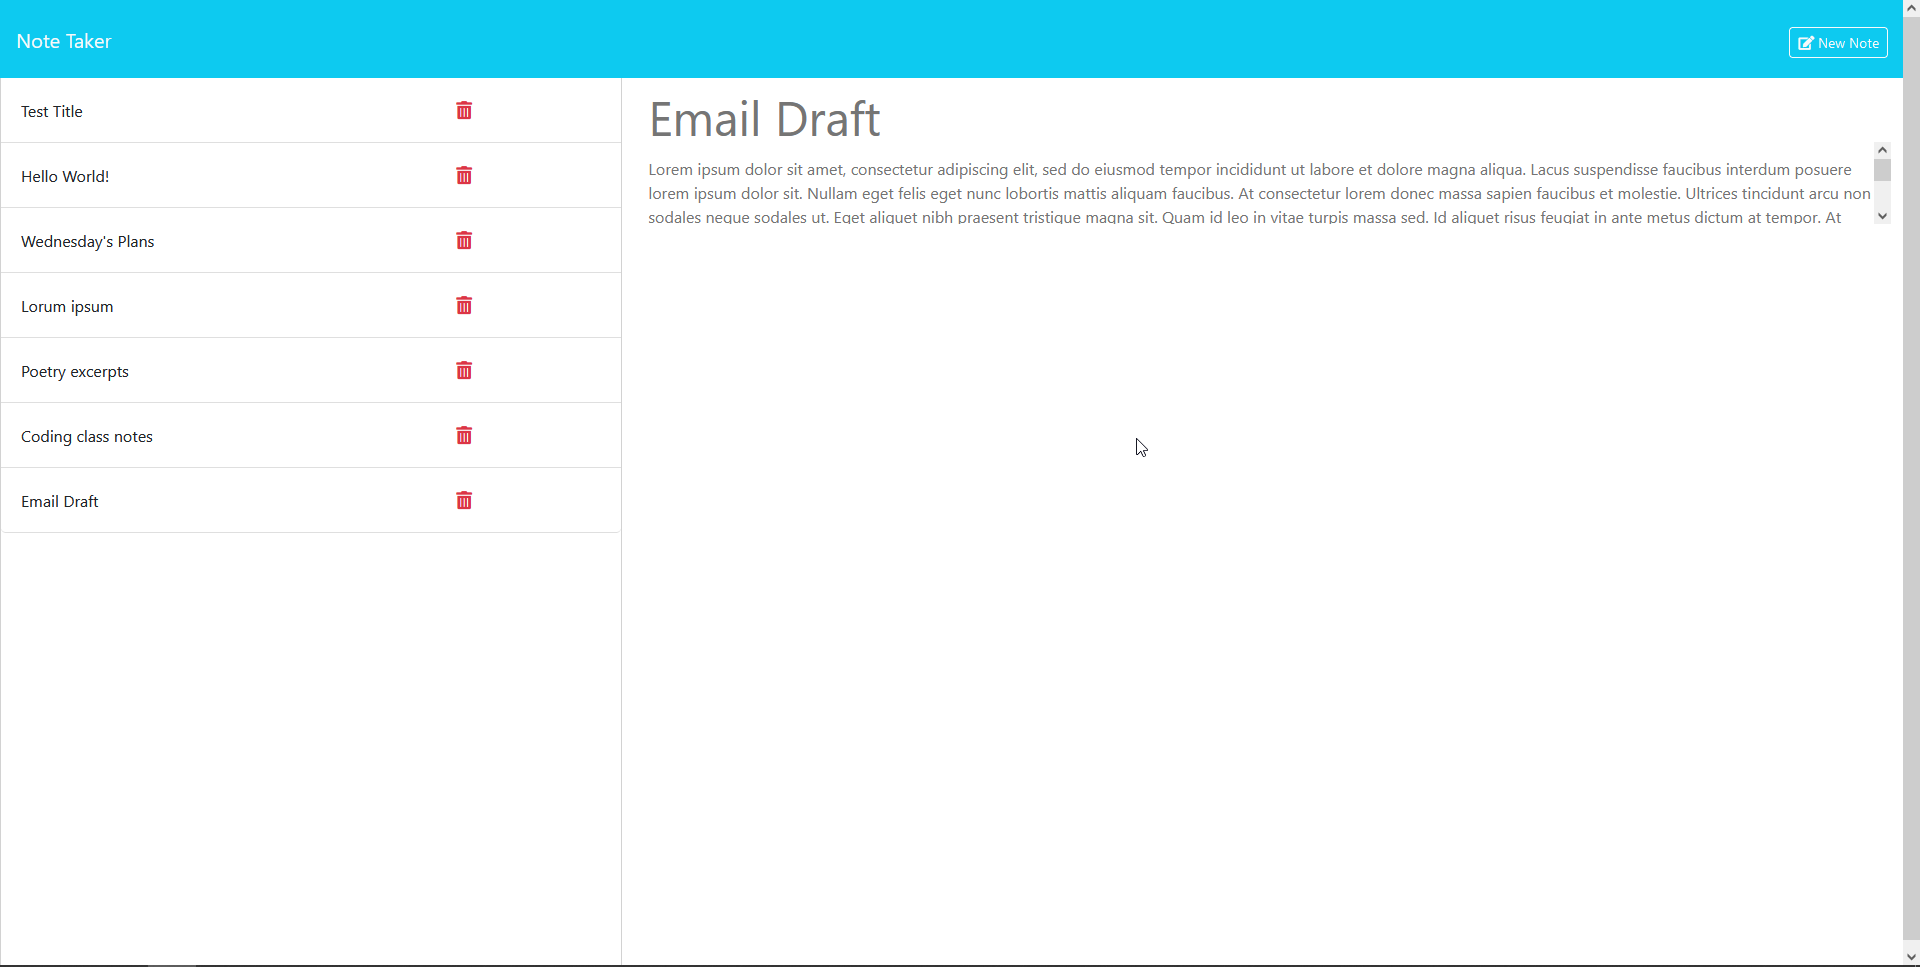 Note Taker
New Note
Test Title
Hello World!
Wednesday's Plans
Lorum ipsum
Poetry excerpts
Coding class notes
Email Draft
Email Draft
Lorem ipsum dolor sit amet, consectetur adipiscing elit, sed do eiusmod tempor incididunt ut labore et dolore magna aliqua. Lacus suspendisse faucibus interdum posuere
lorem ipsum dolor sit. Nullam eget felis eget nunc lobortis mattis aliquam faucibus. At consectetur lorem donec massa sapien faucibus et molestie. Ultrices tincidunt arcu non
sodales neque sodales ut. Eget aliquet nibh praesent tristique magna sit. Quam id leo in vitae turpis massa sed. Id aliquet risus feugiat in ante metus dictum at tempor. At